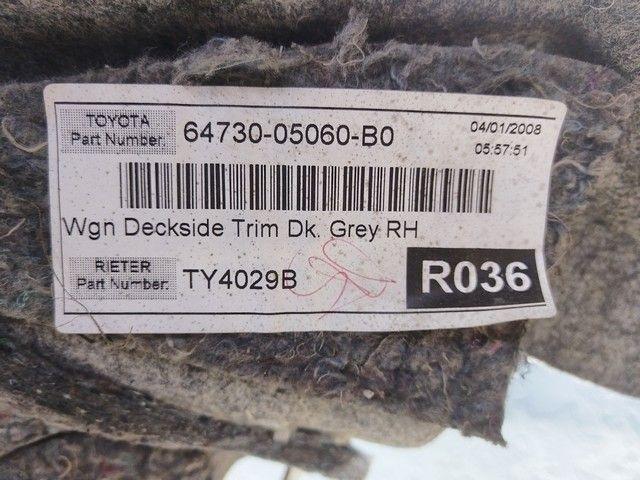 TOYOTA
Part Number:
64730-05060-B0
04/01/2008
05:57:51
Wgn Deckside Trim Dk. Grey RH
RIETER
Part Number:
TY4029B
R036